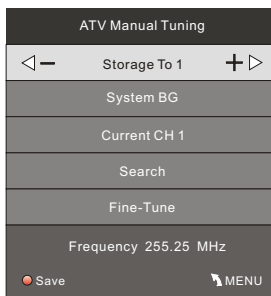 ATV Manual Tuning
Storage To 1
System BG
Current CH 1
Search
Fine-Tune
Frequency 255.25 MHz
Save MENU